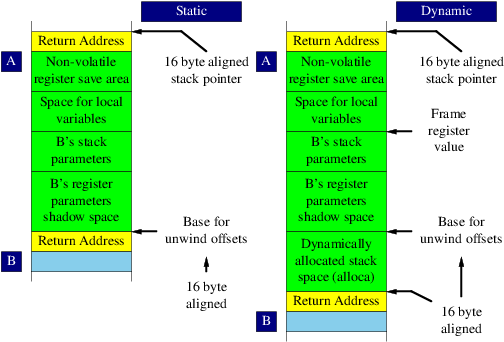 Static
Return Address
A
Non-volatile
register save area
16 byte aligned
stack pointer
Space for local
variables
B's stack
parameters
B's register
parameters
shadow space
Base for
unwind offsets
Return Address
B
16 byte
aligned
Dynamic
Return Address
A
Non-volatile
register save area
16 byte aligned
stack pointer
Space for local
variables
Frame
register
value
B's stack
parameters
B's register
parameters
shadow space
Base for
unwind offsets
Dynamically
allocated stack
space (alloca)
Return Address
B
16 byte
aligned